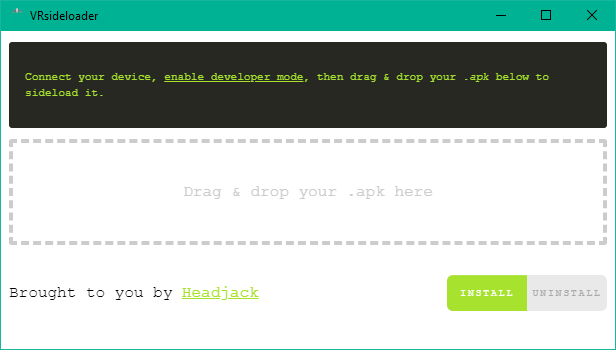 VRsideloader
Connect your device, enable developer mode, then drag & drop your .apk below to
sideload it.
Drag & drop your .apk here
Brought to you by Headjack
INSTALL UNINSTALL